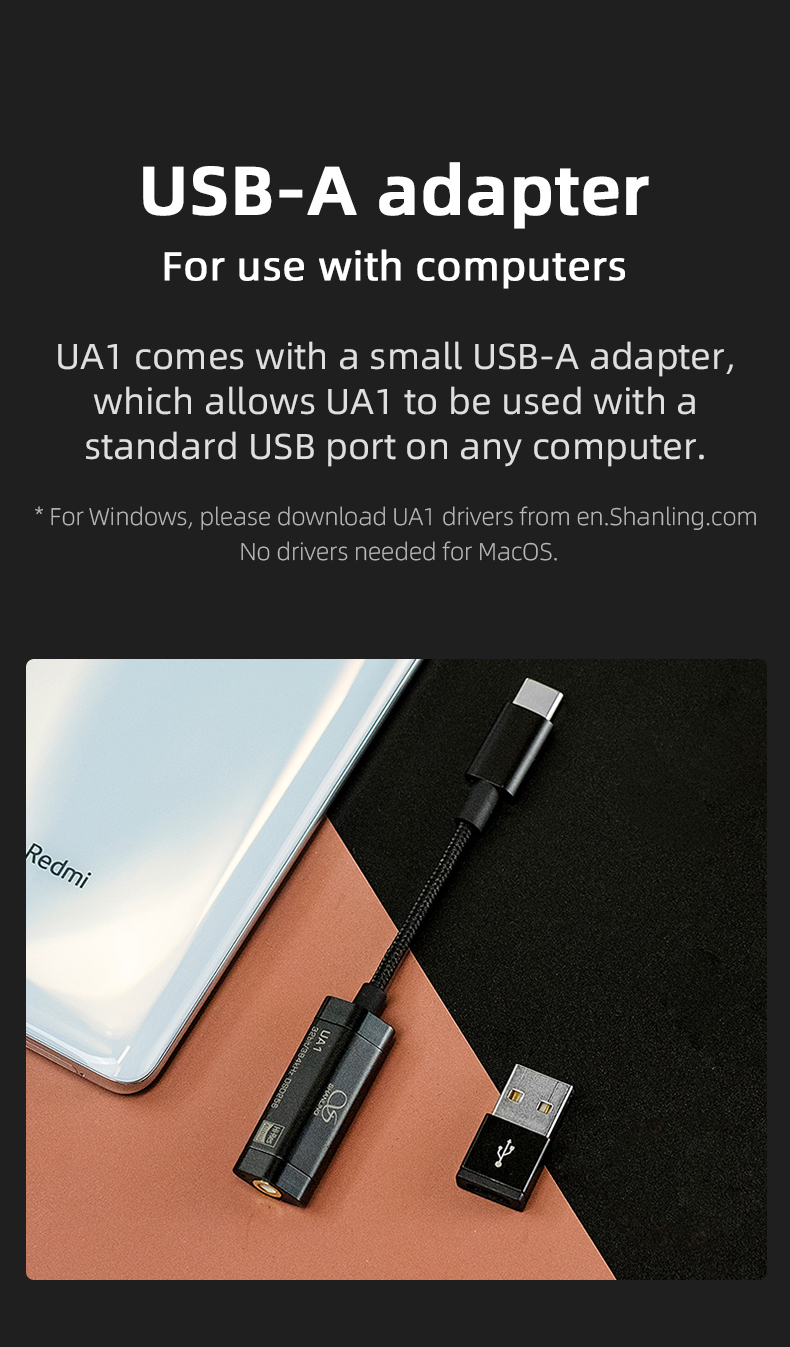 USB-A adapter
For use with computers
UA1 comes with a small USB-A adapter,
which allows UA1 to be used with a
standard USB port on any computer.
* For Windows, please download UA1 drivers from en.Shanling.com
No drivers needed for MacOS.
Redmi
UA1
32bit/384kHz DSD256
SHANLING
Hi-Res
AUDIO